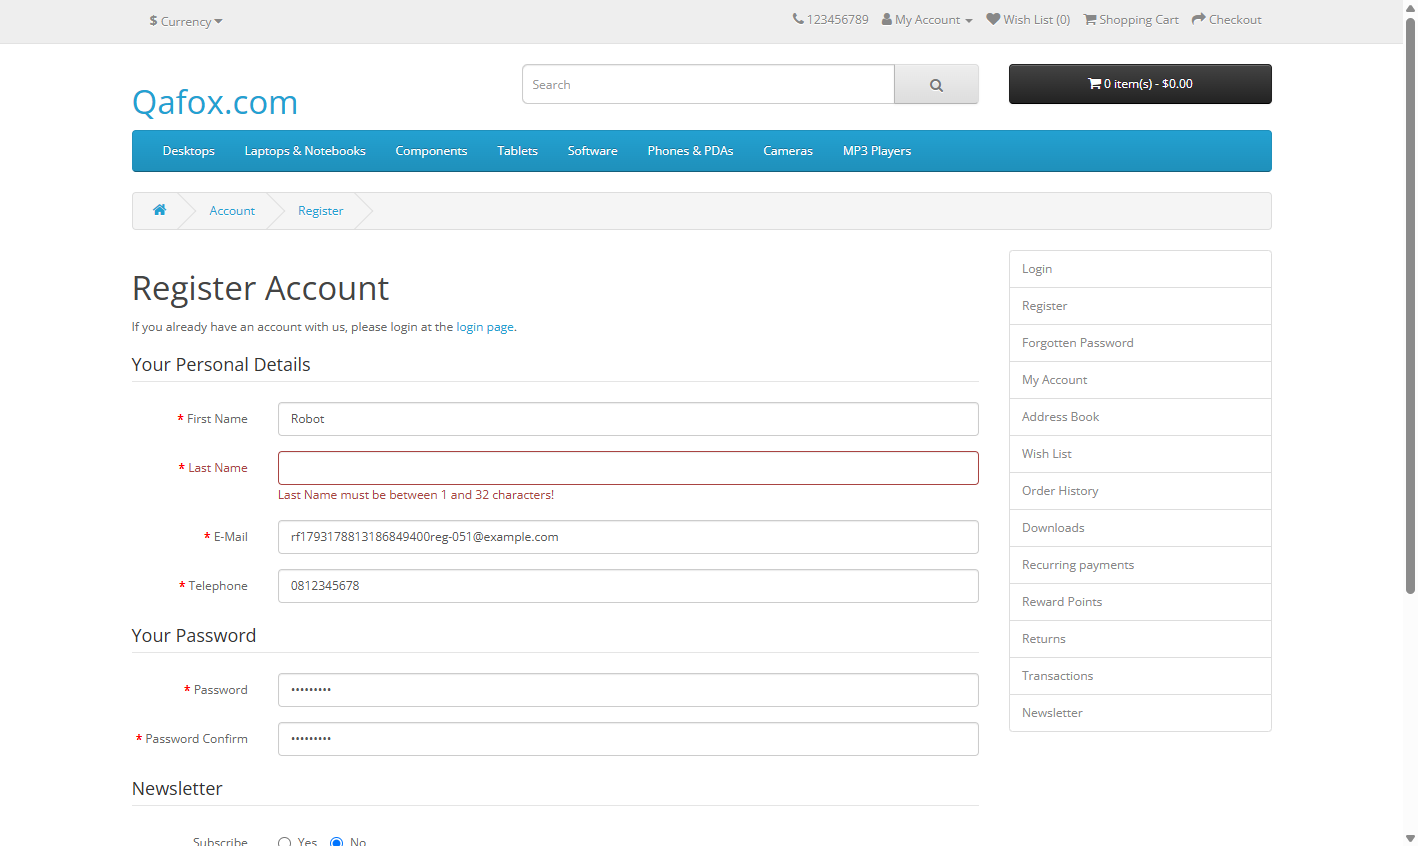 $ Currency
123456789 My Account Wish List (0) Shopping Cart Checkout
Qafox.com
Search
0 item(s) - $0.00
Desktops Laptops & Notebooks Components Tablets Software Phones & PDAs Cameras MP3 Players
Account Register
Register Account
If you already have an account with us, please login at the login page.
Your Personal Details
* First Name Robot
* Last Name
Last Name must be between 1 and 32 characters!
* E-Mail rf1793178813186849400reg-051@example.com
* Telephone 0812345678
Your Password
* Password •••••••••
* Password Confirm •••••••••
Newsletter
Subscribe Yes No
Login
Register
Forgotten Password
My Account
Address Book
Wish List
Order History
Downloads
Recurring payments
Reward Points
Returns
Transactions
Newsletter